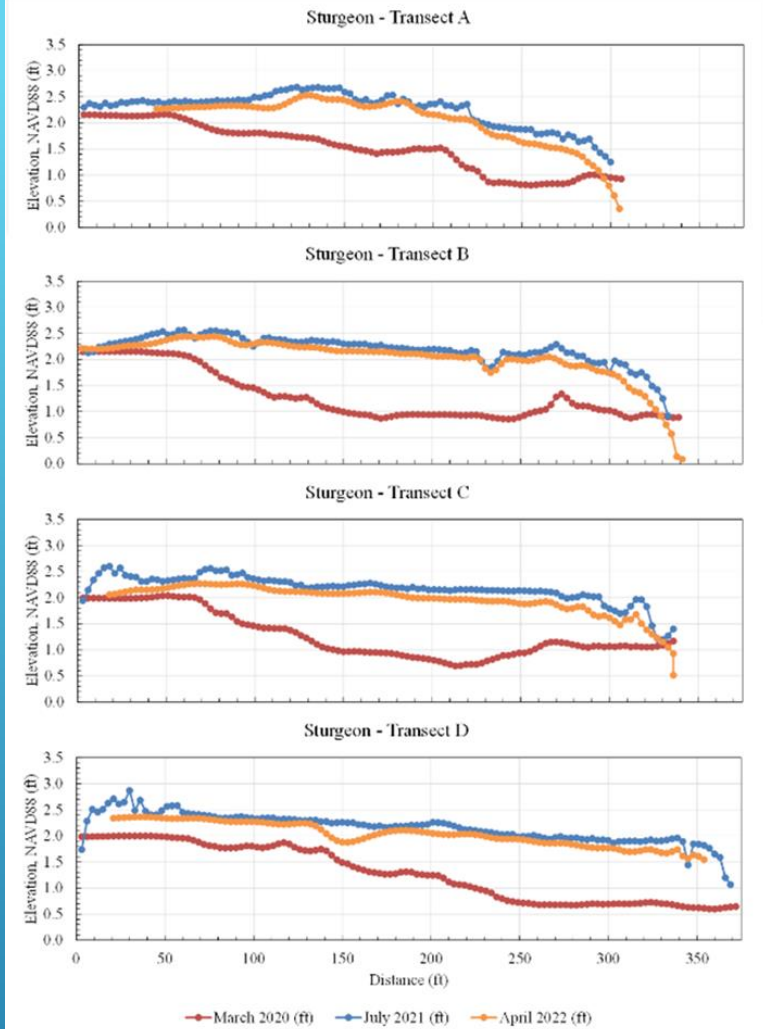 Sturgeon - Transect A
Elevation, NAVD88 (ft)
3.5
3.0
2.5
2.0
1.5
1.0
0.5
0.0
Sturgeon - Transect B
Elevation, NAVD88 (ft)
3.5
3.0
2.5
2.0
1.5
1.0
0.5
0.0
Sturgeon - Transect C
Elevation, NAVD88 (ft)
3.5
3.0
2.5
2.0
1.5
1.0
0.5
0.0
Sturgeon - Transect D
Elevation, NAVD88 (ft)
3.5
3.0
2.5
2.0
1.5
1.0
0.5
0.0
0 50 100 150 200 250 300 350
Distance (ft)
March 2020 (ft) July 2021 (ft) April 2022 (ft)